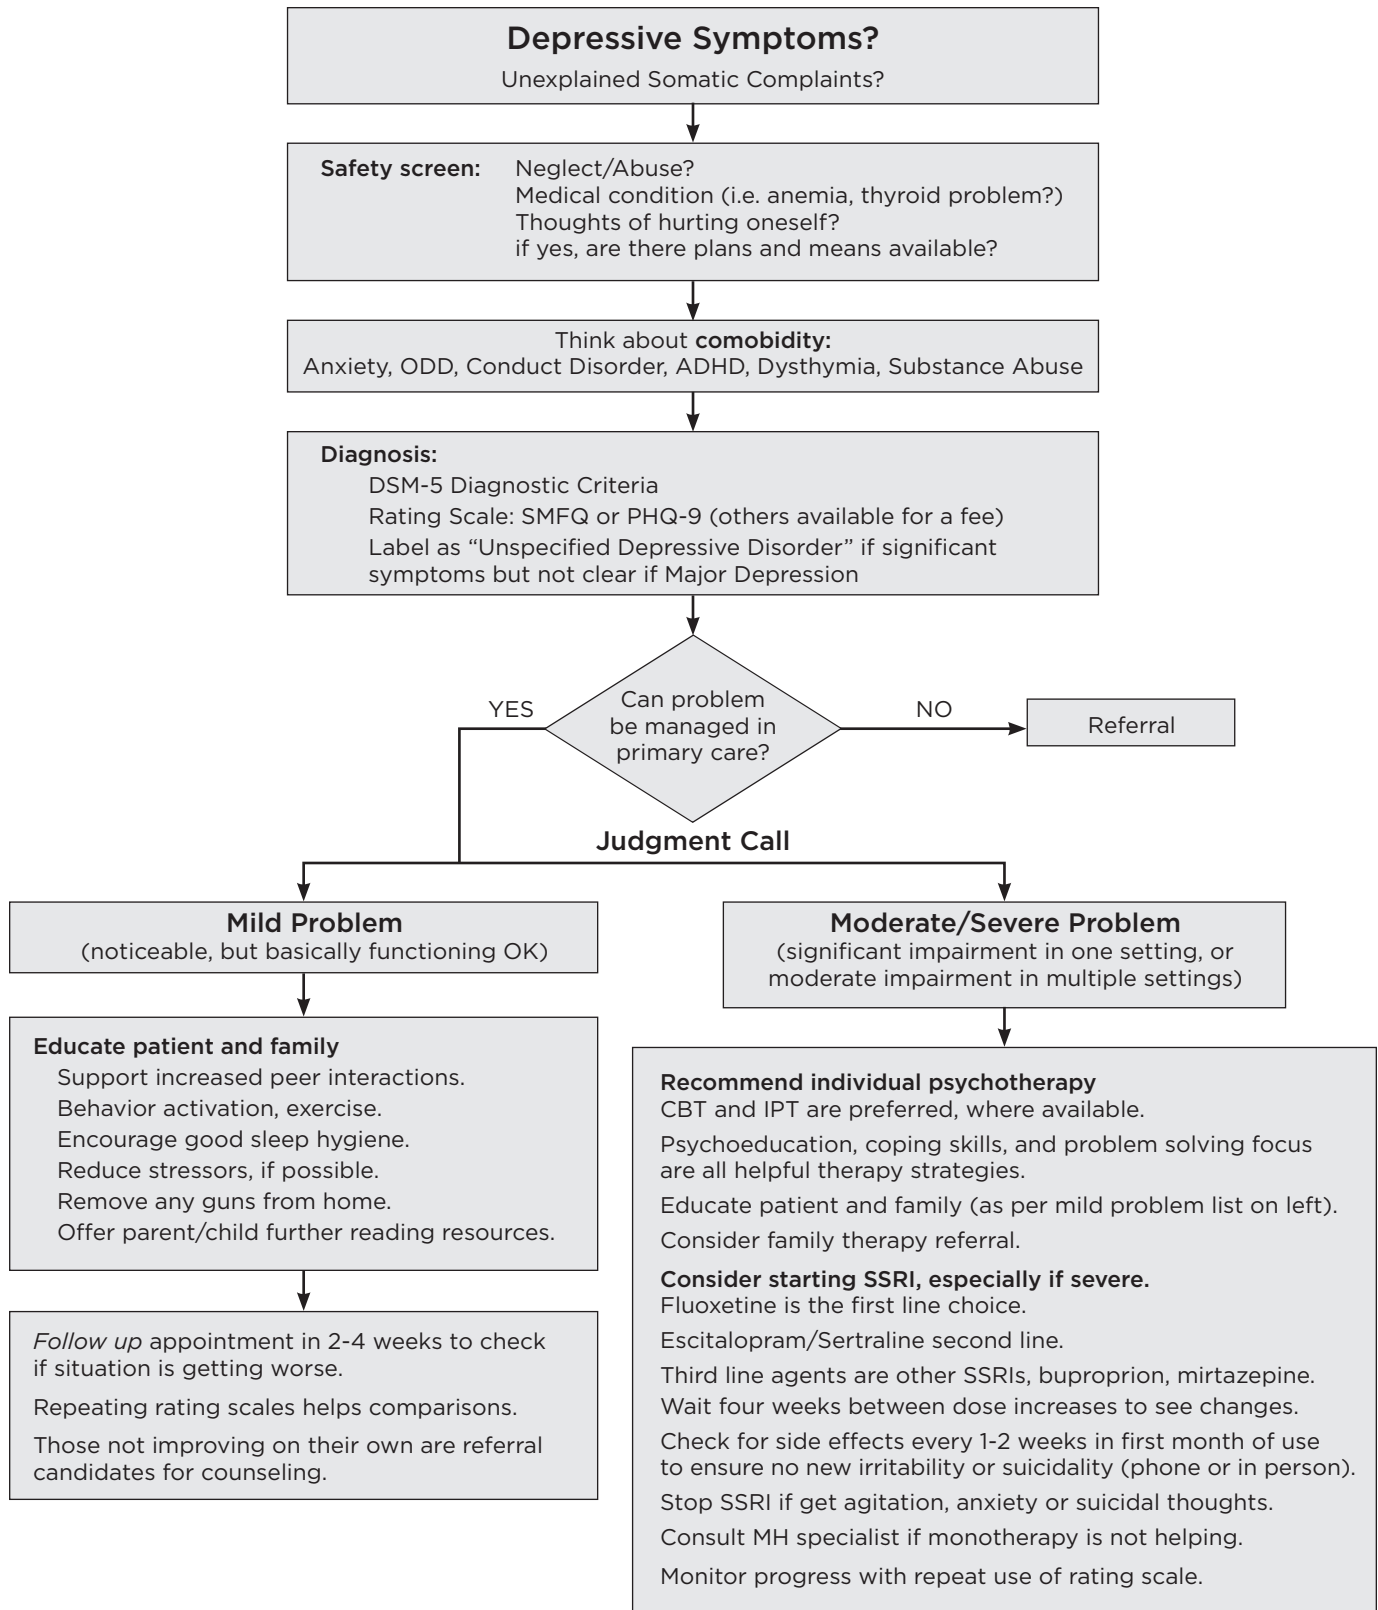 Depressive Symptoms?
Unexplained Somatic Complaints?
Safety screen: Neglect/Abuse?
Medical condition (i.e. anemia, thyroid problem?)
Thoughts of hurting oneself?
if yes, are there plans and means available?
Think about comobidity:
Anxiety, ODD, Conduct Disorder, ADHD, Dysthymia, Substance Abuse
Diagnosis:
DSM-5 Diagnostic Criteria
Rating Scale: SMFQ or PHQ-9 (others available for a fee)
Label as “Unspecified Depressive Disorder” if significant
symptoms but not clear if Major Depression
YES
Can problem
be managed in
primary care?
NO
Referral
Judgment Call
Mild Problem
(noticeable, but basically functioning OK)
Educate patient and family
Support increased peer interactions.
Behavior activation, exercise.
Encourage good sleep hygiene.
Reduce stressors, if possible.
Remove any guns from home.
Offer parent/child further reading resources.
Follow up appointment in 2-4 weeks to check
if situation is getting worse.
Repeating rating scales helps comparisons.
Those not improving on their own are referral
candidates for counseling.
Moderate/Severe Problem
(significant impairment in one setting, or
moderate impairment in multiple settings)
Recommend individual psychotherapy
CBT and IPT are preferred, where available.
Psychoeducation, coping skills, and problem solving focus
are all helpful therapy strategies.
Educate patient and family (as per mild problem list on left).
Consider family therapy referral.
Consider starting SSRI, especially if severe.
Fluoxetine is the first line choice.
Escitalopram/Sertraline second line.
Third line agents are other SSRIs, buproprion, mirtazepine.
Wait four weeks between dose increases to see changes.
Check for side effects every 1-2 weeks in first month of use
to ensure no new irritability or suicidality (phone or in person).
Stop SSRI if get agitation, anxiety or suicidal thoughts.
Consult MH specialist if monotherapy is not helping.
Monitor progress with repeat use of rating scale.